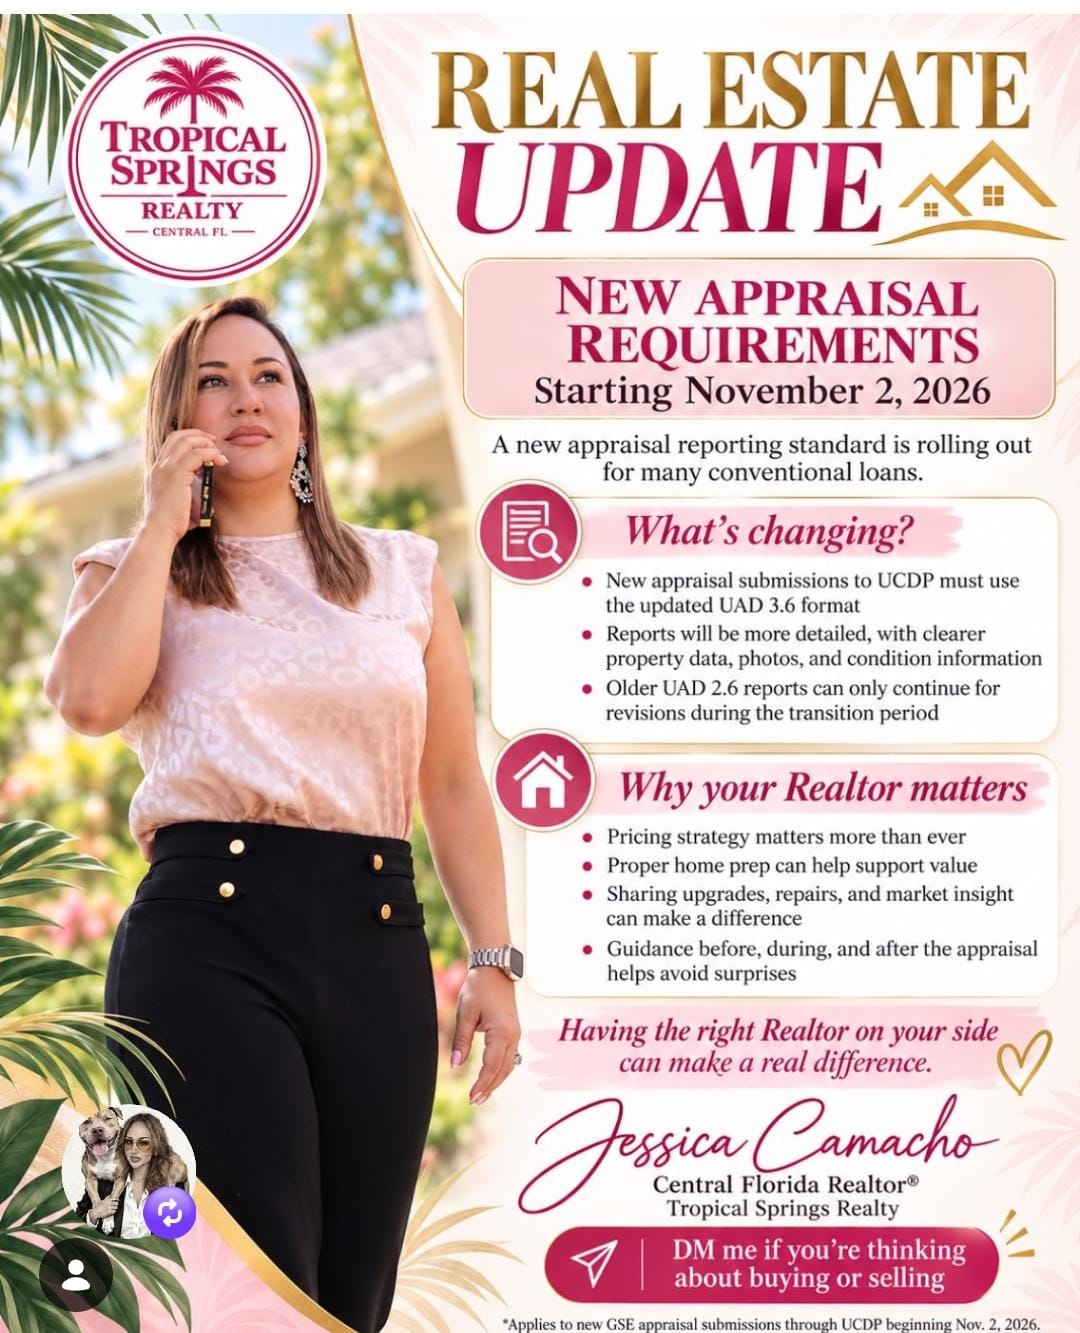 TROPICAL
SPRINGS
REALTY
CENTRAL FL
REAL ESTATE
UPDATE
NEW APPRAISAL
REQUIREMENTS
Starting November 2, 2026
A new appraisal reporting standard is rolling out
for many conventional loans.
What's changing?
• New appraisal submissions to UCDP must use
the updated UAD 3.6 format
• Reports will be more detailed, with clearer
property data, photos, and condition information
• Older UAD 2.6 reports can only continue for
revisions during the transition period
Why your Realtor matters
• Pricing strategy matters more than ever
• Proper home prep can help support value
• Sharing upgrades, repairs, and market insight
can make a difference
• Guidance before, during, and after the appraisal
helps avoid surprises
Having the right Realtor on your side
can make a real difference.
Jessica Camacho
Central Florida Realtor®
Tropical Springs Realty
DM me if you're thinking
about buying or selling
*Applies to new GSE appraisal submissions through UCDP beginning Nov. 2, 2026.